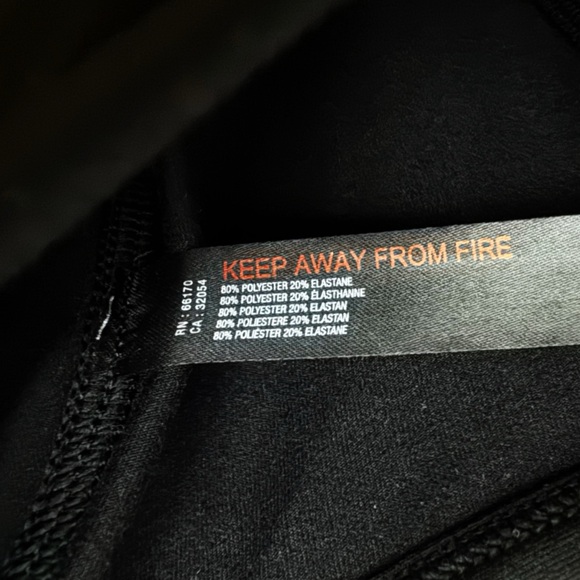 KEEP AWAY FROM FIRE
80% POLYESTER 20% ELASTANE
80% POLYESTER 20% ÉLASTHANNE
80% POLYESTER 20% ELASTAN
80% POLIESTERE 20% ELASTAN
80% POLIÉSTER 20% ELASTANE
RN : 66170
CA : 32054